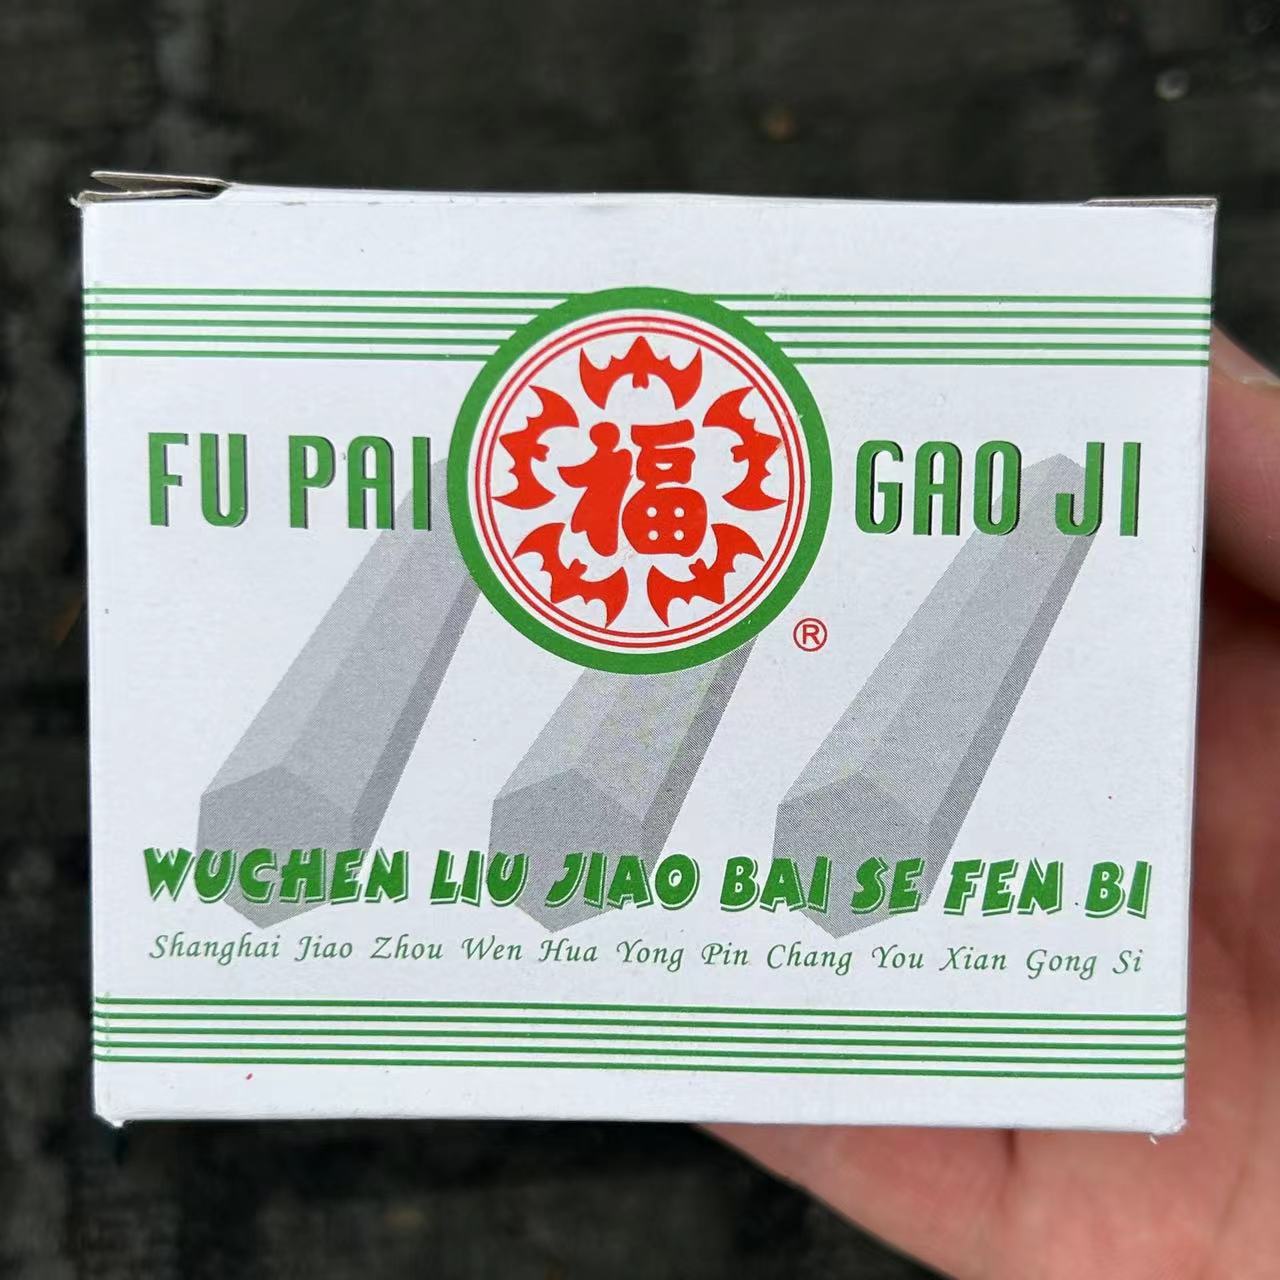 FU PAI 福 GAO JI
®
WUCHEN LIU JIAO BAI SE FEN BI
Shanghai Jiao Zhou Wen Hua Yong Pin Chang You Xian Gong Si